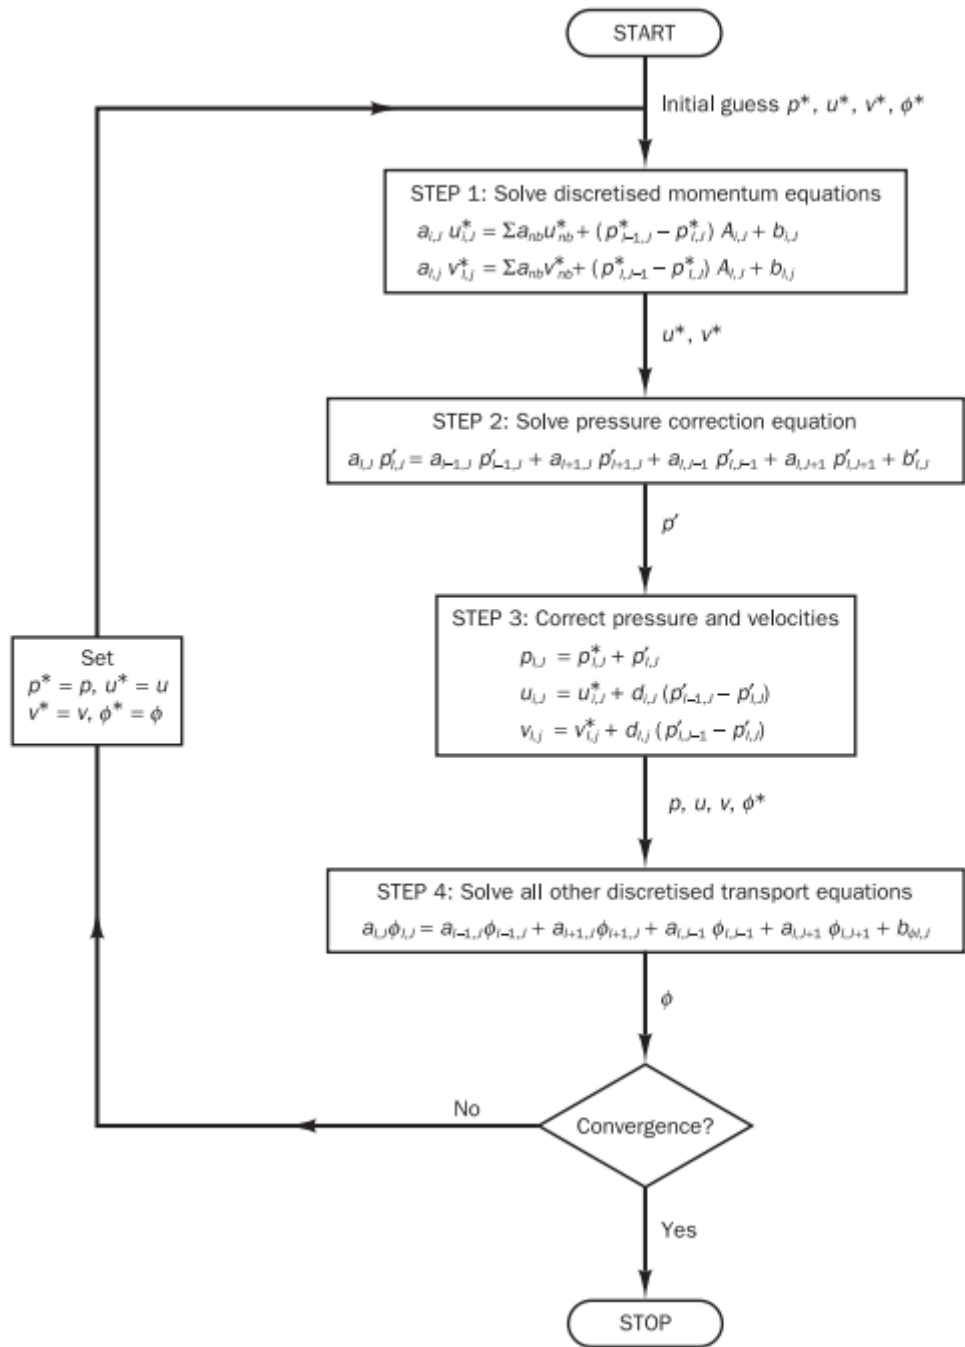 START
Initial guess p*, u*, v*, ϕ*
STEP 1: Solve discretised momentum equations
a_{i,J} u*_{i,J} = Σa_{nb}u*_{nb} + (p*_{I–1,J} – p*_{I,J}) A_{i,J} + b_{i,J}
a_{I,j} v*_{I,j} = Σa_{nb}v*_{nb} + (p*_{I,J–1} – p*_{I,J}) A_{I,j} + b_{I,j}
u*, v*
STEP 2: Solve pressure correction equation
a_{I,J} p′_{I,J} = a_{I–1,J} p′_{I–1,J} + a_{I+1,J} p′_{I+1,J} + a_{I,J–1} p′_{I,J–1} + a_{I,J+1} p′_{I,J+1} + b′_{I,J}
p′
STEP 3: Correct pressure and velocities
p_{I,J} = p*_{I,J} + p′_{I,J}
u_{i,J} = u*_{i,J} + d_{i,J} (p′_{I–1,J} – p′_{I,J})
v_{I,j} = v*_{I,j} + d_{I,j} (p′_{I,J–1} – p′_{I,J})
Set
p* = p, u* = u
v* = v, ϕ* = ϕ
p, u, v, ϕ*
STEP 4: Solve all other discretised transport equations
a_{I,J}ϕ_{I,J} = a_{I–1,J}ϕ_{I–1,J} + a_{I+1,J}ϕ_{I+1,J} + a_{I,J–1} ϕ_{I,J–1} + a_{I,J+1} ϕ_{I,J+1} + b_{ϕI,J}
ϕ
No
Convergence?
Yes
STOP